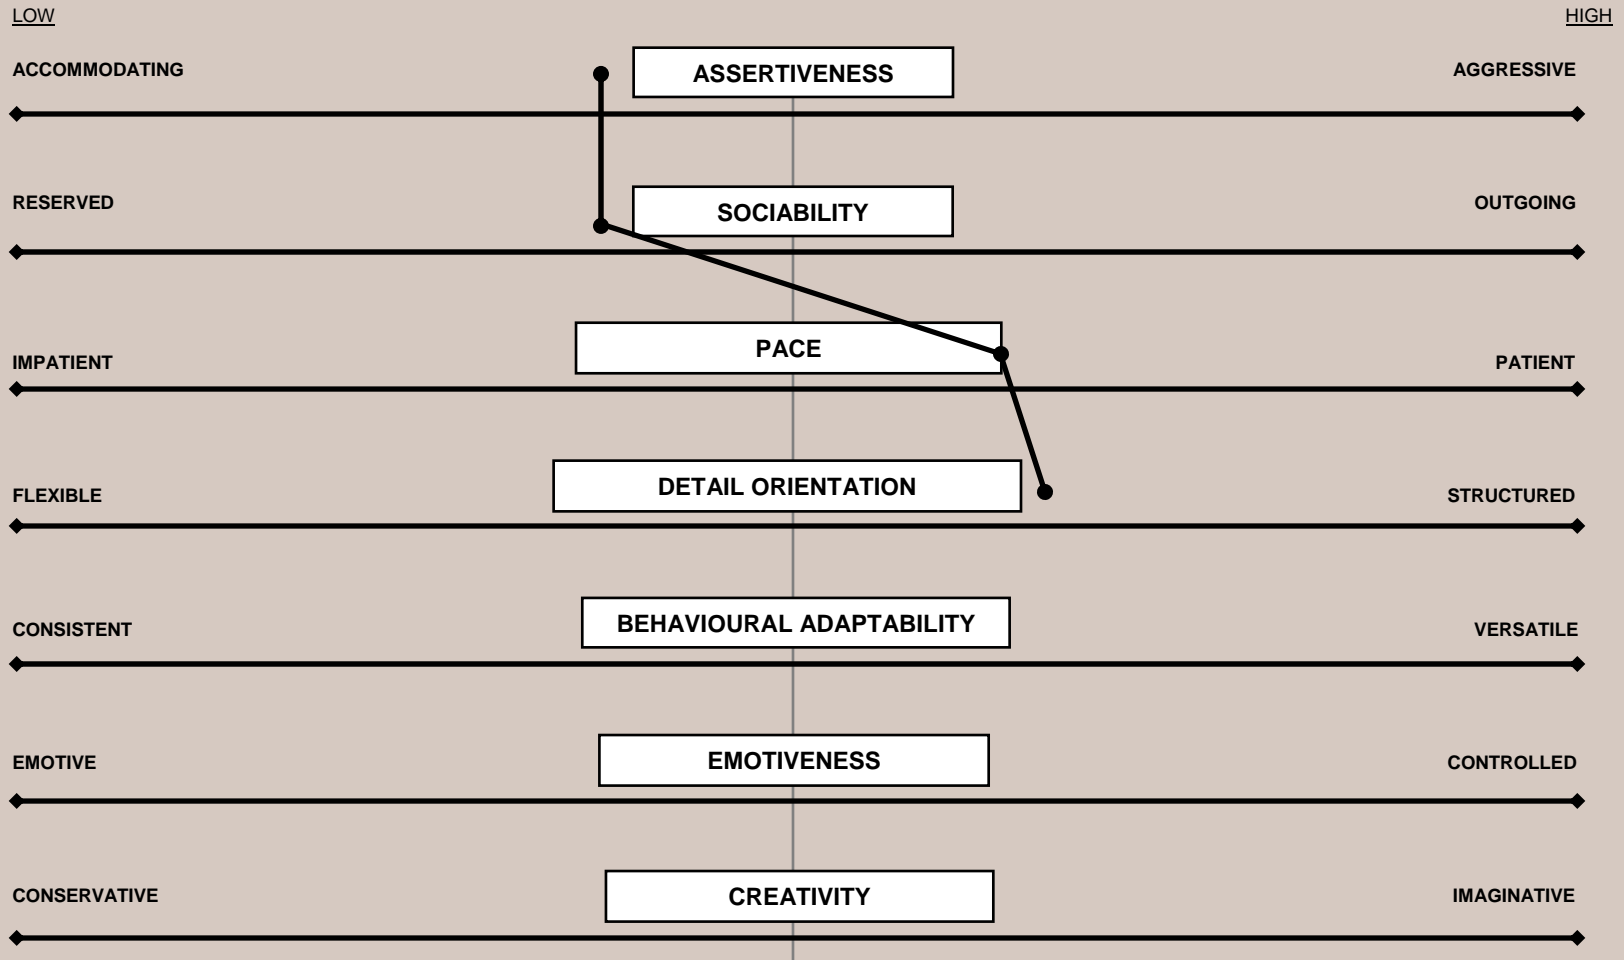 LOW HIGH
ACCOMMODATING ASSERTIVENESS AGGRESSIVE
RESERVED SOCIABILITY OUTGOING
IMPATIENT PACE PATIENT
FLEXIBLE DETAIL ORIENTATION STRUCTURED
CONSISTENT BEHAVIOURAL ADAPTABILITY VERSATILE
EMOTIVE EMOTIVENESS CONTROLLED
CONSERVATIVE CREATIVITY IMAGINATIVE